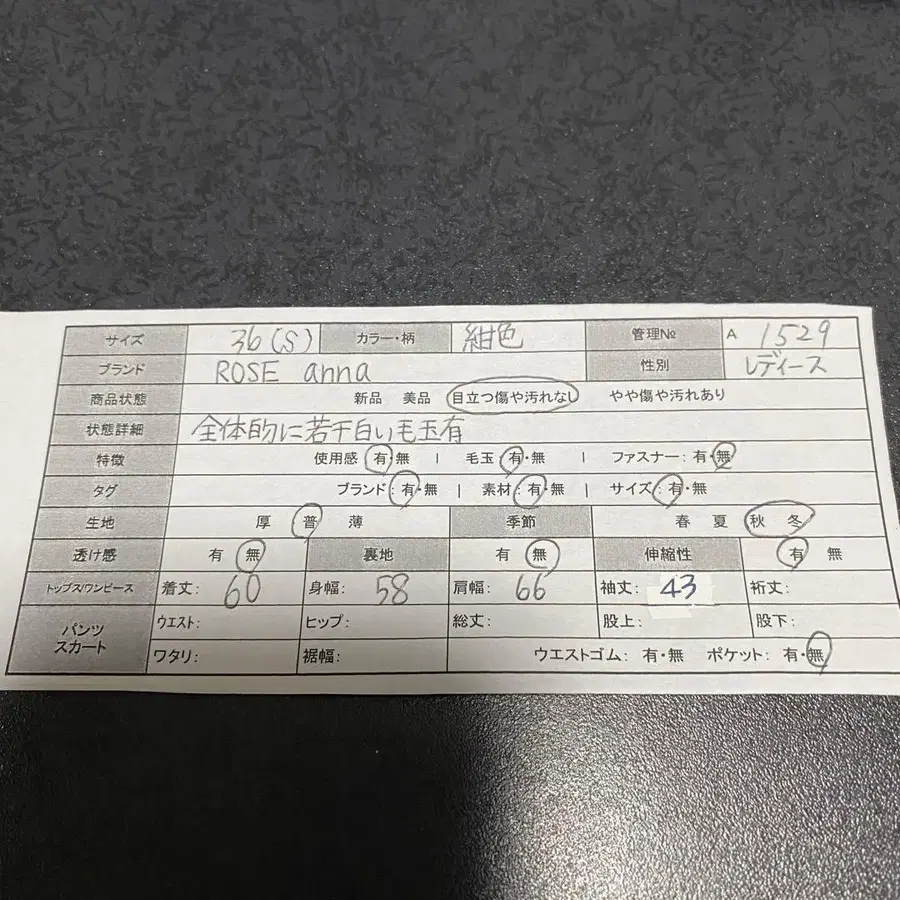 サイズ 36(S) カラー・柄 紺色 管理№ A 1529
ブランド ROSE anna 性別 レディース
商品状態 新品 美品 目立つ傷や汚れなし やや傷や汚れあり
状態詳細 全体的に若干白い毛玉有
特徴 使用感 有・無 | 毛玉 有・無 | ファスナー: 有・無
タグ ブランド: 有・無 | 素材: 有・無 | サイズ: 有・無
生地 厚 普 薄 季節 春 夏 秋 冬
透け感 有 無 裏地 有 無 伸縮性 有 無
トップス/ワンピース 着丈: 60 身幅: 58 肩幅: 66 袖丈: 43 裄丈:
パンツ スカート ウエスト: ヒップ: 総丈: 股上: 股下:
ワタリ: 裾幅: ウエストゴム: 有・無 ポケット: 有・無